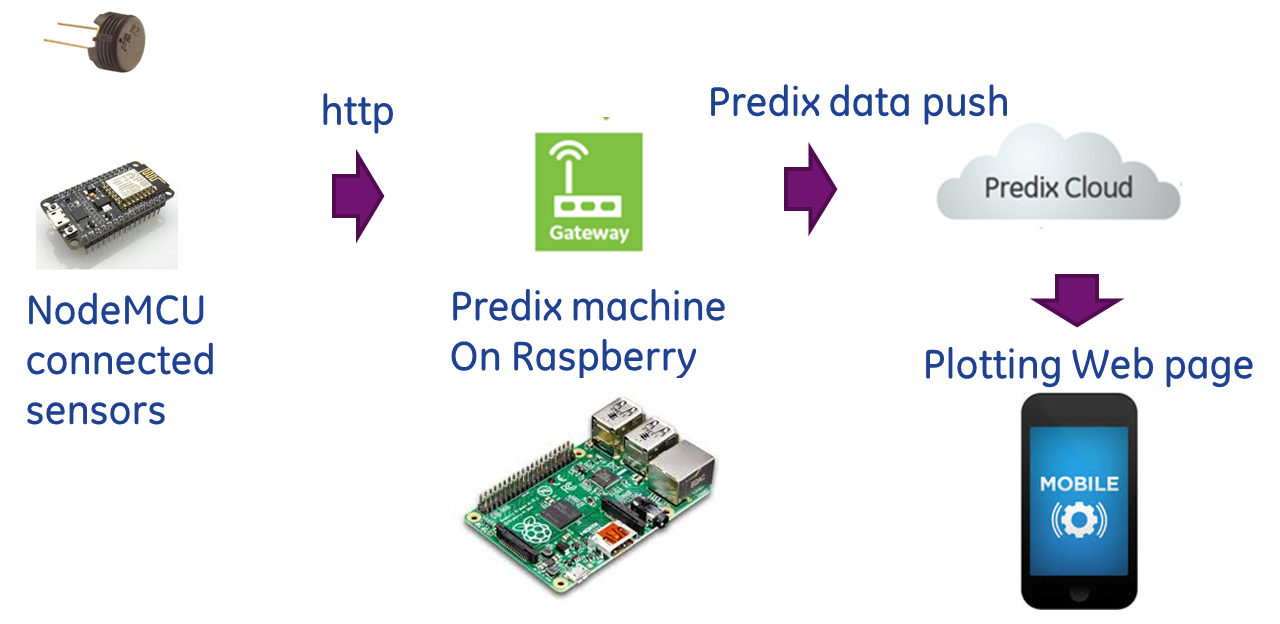 http
Predix data push
Gateway
Predix Cloud
NodeMCU
connected
sensors
Predix machine
On Raspberry
Plotting Web page
MOBILE